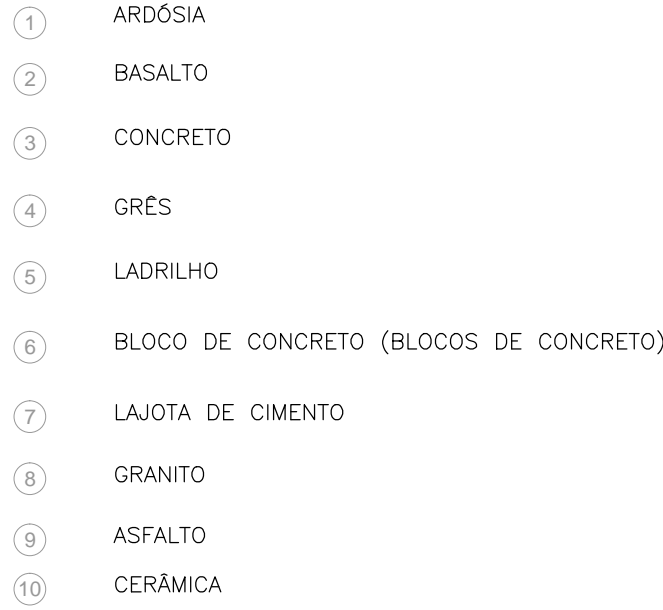 1 ARDÓSIA
2 BASALTO
3 CONCRETO
4 GRÊS
5 LADRILHO
6 BLOCO DE CONCRETO (BLOCOS DE CONCRETO)
7 LAJOTA DE CIMENTO
8 GRANITO
9 ASFALTO
10 CERÂMICA